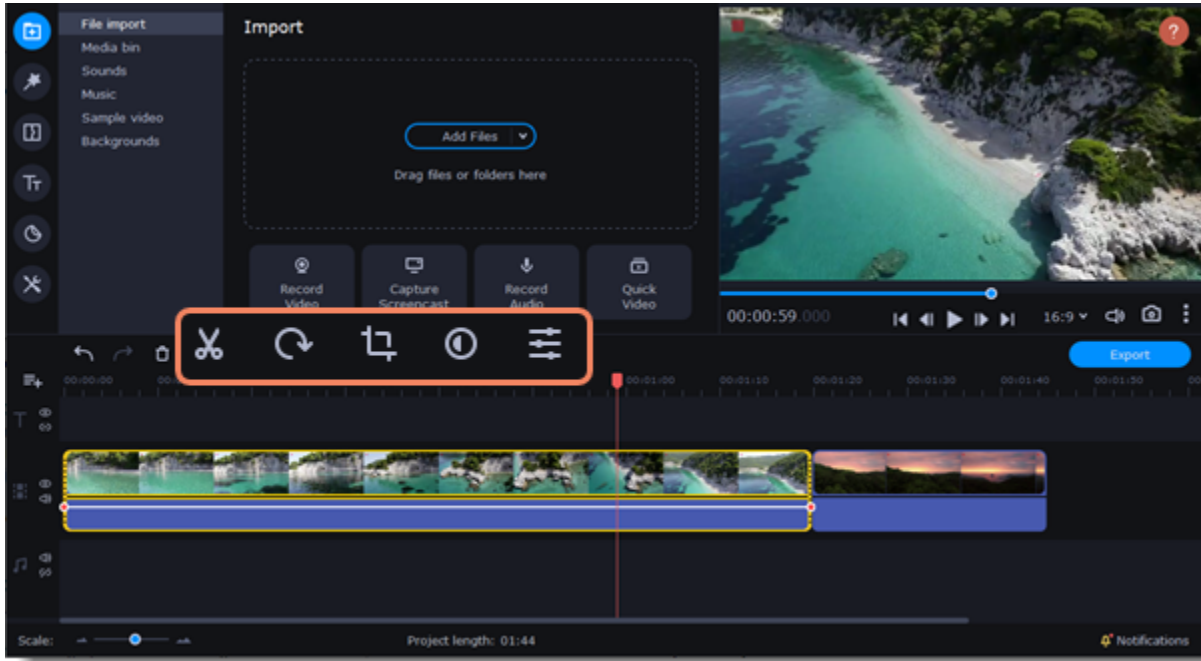 File import
Media bin
Sounds
Music
Sample video
Backgrounds
Import
Add Files
Drag files or folders here
Record
Video
Capture
Screencast
Record
Audio
Quick
Video
?
00:00:59.000
16:9
Export
00:00:00
00:01:00
00:01:10
00:01:20
00:01:30
00:01:40
00:01:50
Scale:
Project length: 01:44
Notifications